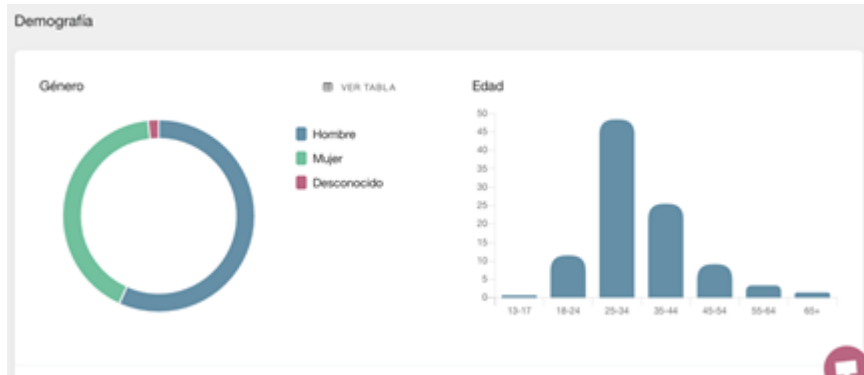 Demografía
Género
VER TABLA
Hombre
Mujer
Desconocido
Edad
50
45
40
35
30
25
20
15
10
5
0
13-17
18-24
25-34
35-44
45-54
55-64
65+